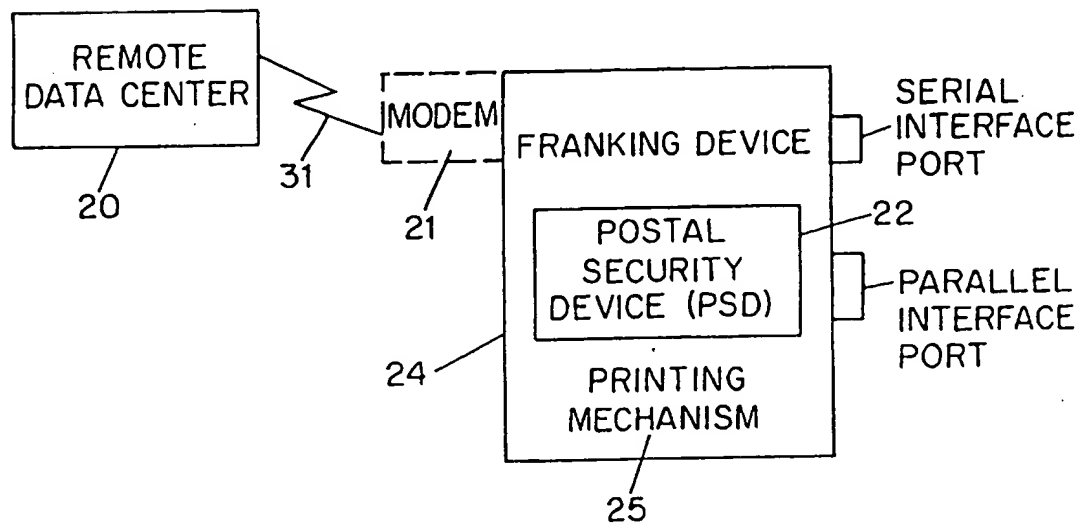 REMOTE
DATA CENTER
20
31
MODEM
21
FRANKING DEVICE
SERIAL
INTERFACE
PORT
22
POSTAL
SECURITY
DEVICE (PSD)
PARALLEL
INTERFACE
PORT
24
PRINTING
MECHANISM
25